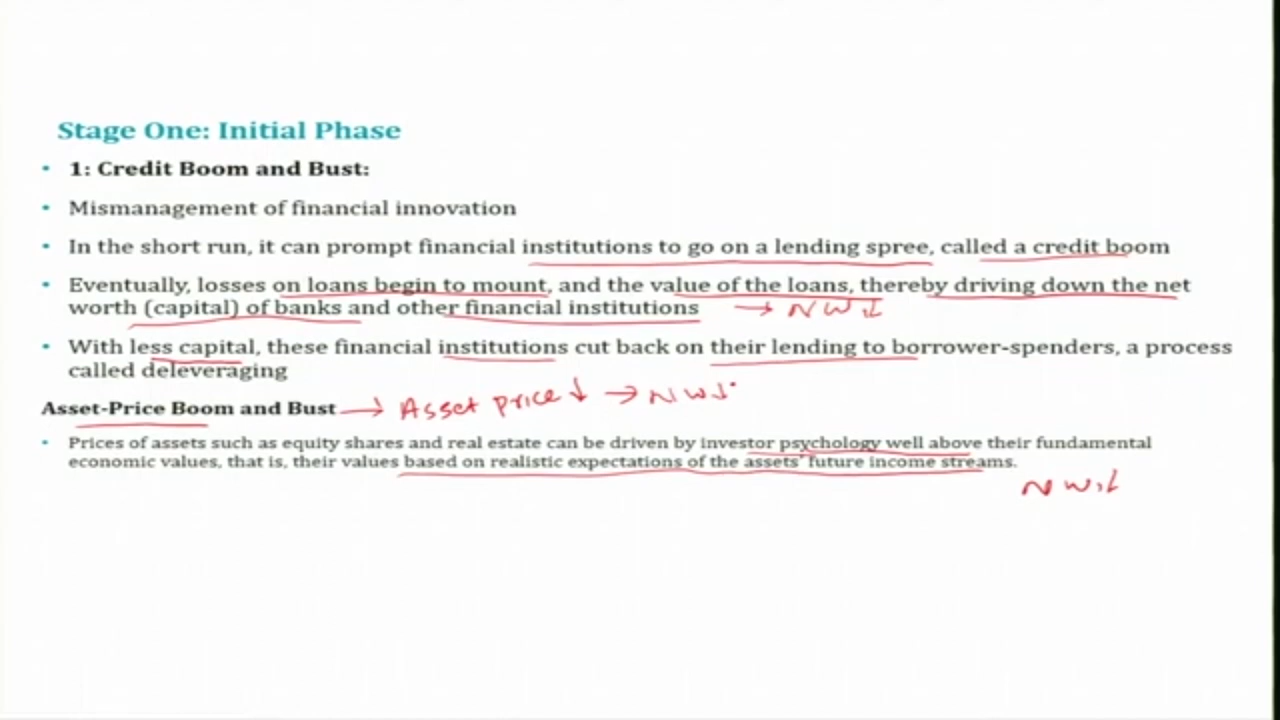 Stage One: Initial Phase
• 1: Credit Boom and Bust:
• Mismanagement of financial innovation
• In the short run, it can prompt financial institutions to go on a lending spree, called a credit boom
• Eventually, losses on loans begin to mount, and the value of the loans, thereby driving down the net
worth (capital) of banks and other financial institutions → NW↓
• With less capital, these financial institutions cut back on their lending to borrower-spenders, a process
called deleveraging
Asset-Price Boom and Bust → Asset price ↓ → NW↓
• Prices of assets such as equity shares and real estate can be driven by investor psychology well above their fundamental
economic values, that is, their values based on realistic expectations of the assets' future income streams.
NW↓